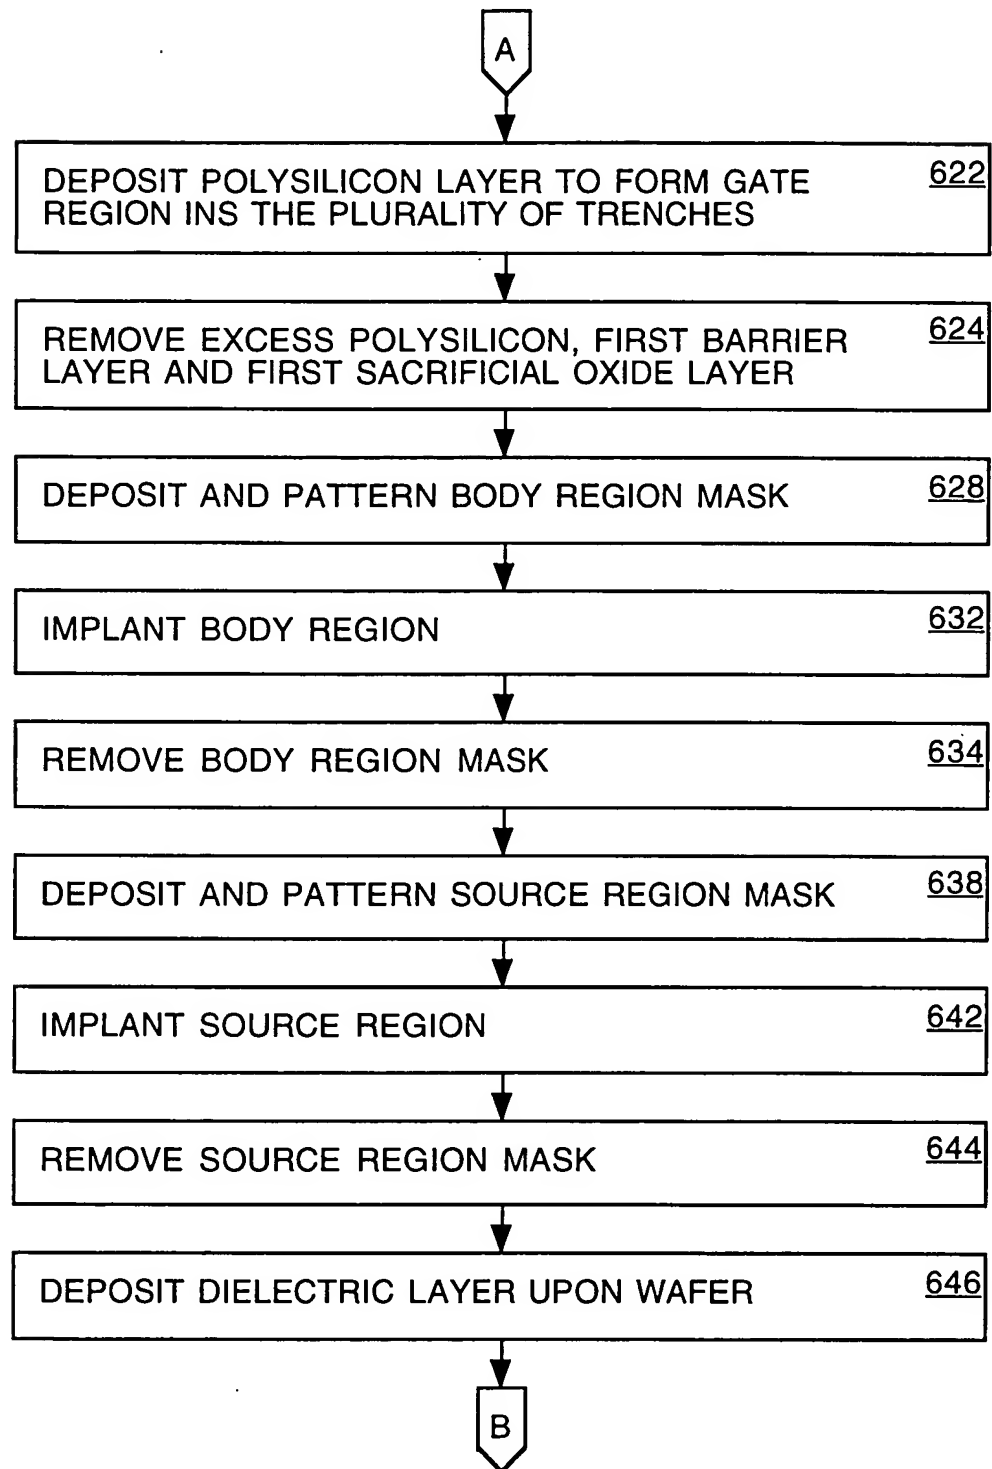 A
DEPOSIT POLYSILICON LAYER TO FORM GATE 622
REGION INS THE PLURALITY OF TRENCHES
REMOVE EXCESS POLYSILICON, FIRST BARRIER 624
LAYER AND FIRST SACRIFICIAL OXIDE LAYER
DEPOSIT AND PATTERN BODY REGION MASK 628
IMPLANT BODY REGION 632
REMOVE BODY REGION MASK 634
DEPOSIT AND PATTERN SOURCE REGION MASK 638
IMPLANT SOURCE REGION 642
REMOVE SOURCE REGION MASK 644
DEPOSIT DIELECTRIC LAYER UPON WAFER 646
B